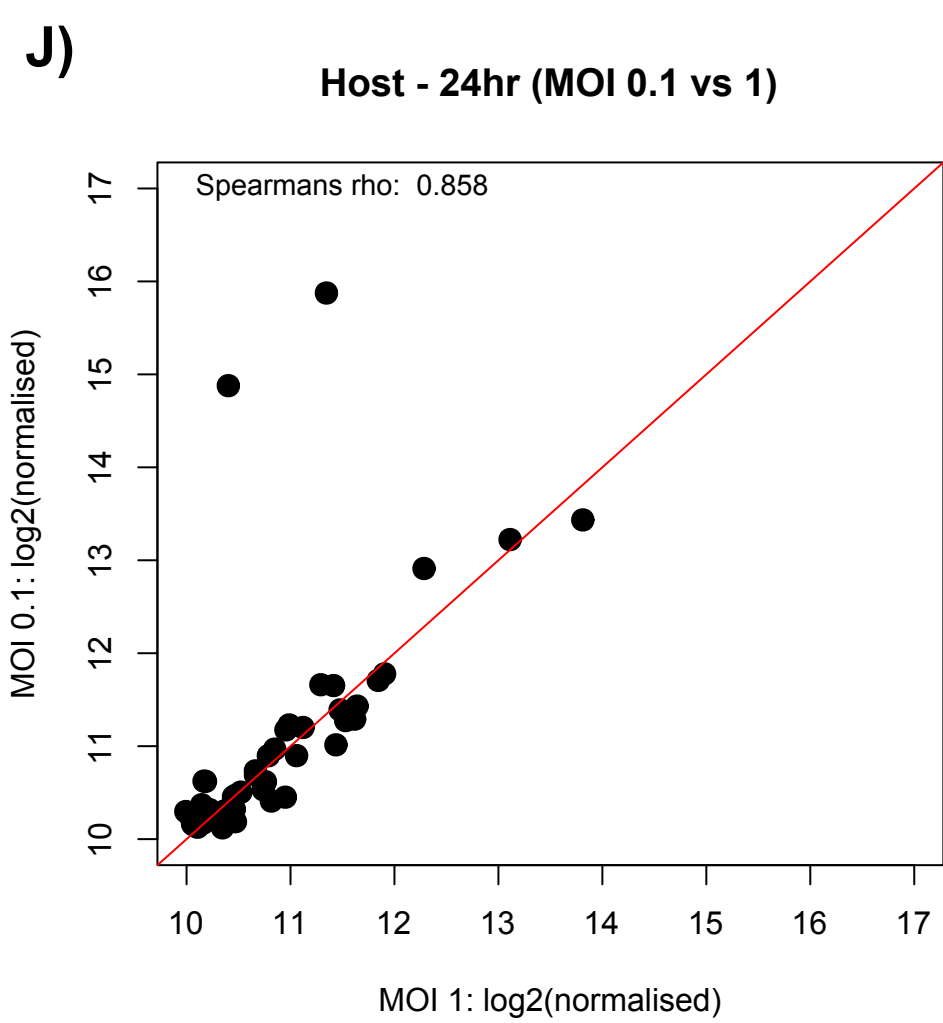 J)
Host - 24hr (MOI 0.1 vs 1)
Spearmans rho:  0.858
MOI 0.1: log2(normalised)
17
16
15
14
13
12
11
10
10 11 12 13 14 15 16 17
MOI 1: log2(normalised)